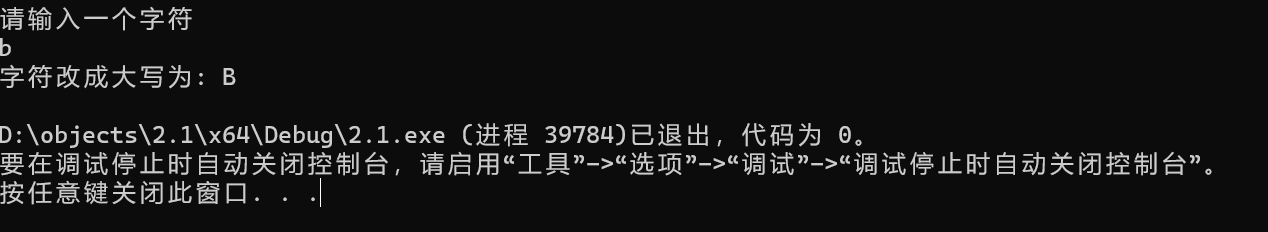 请输入一个字符
b
字符改成大写为: B
D:\objects\2.1\x64\Debug\2.1.exe (进程 39784)已退出，代码为 0。
要在调试停止时自动关闭控制台，请启用“工具”->“选项”->“调试”->“调试停止时自动关闭控制台”。
按任意键关闭此窗口. . .